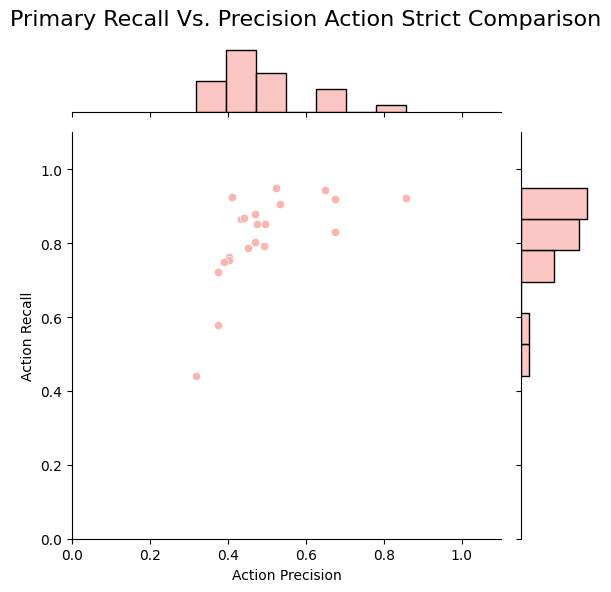 Primary Recall Vs. Precision Action Strict Comparison
1.0
0.8
0.6
0.4
0.2
0.0
Action Recall
0.0 0.2 0.4 0.6 0.8 1.0
Action Precision